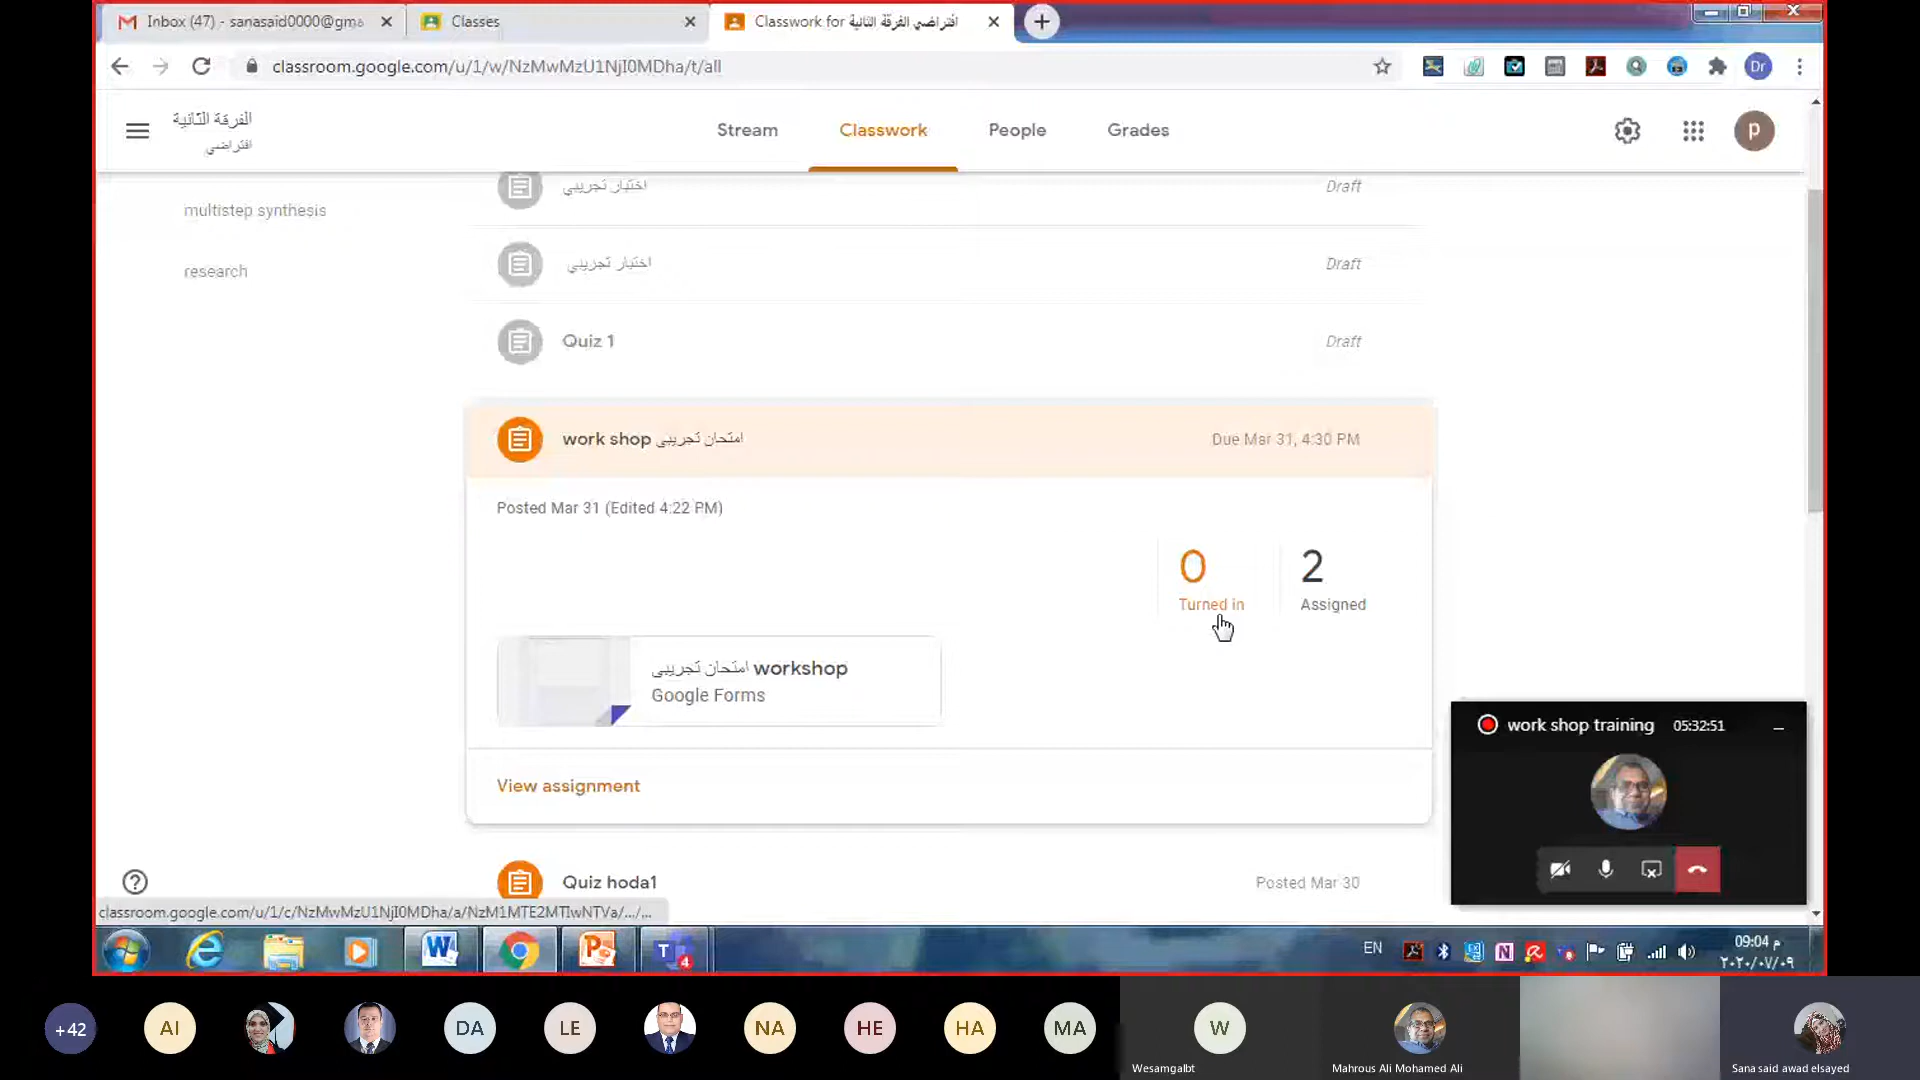 Inbox (47) - sanasaid0000@gma
Classes
Classwork for افتراضي الفرقة الثانية
classroom.google.com/u/1/w/NzMwMzU1NjI0MDha/t/all
Dr
الفرقة الثانية
افتراضي
Stream
Classwork
People
Grades
p
multistep synthesis
research
اختبار تجريبي
Draft
اختبار تجريبي
Draft
Quiz 1
Draft
work shop امتحان تجريبى
Due Mar 31, 4:30 PM
Posted Mar 31 (Edited 4:22 PM)
0
Turned in
2
Assigned
امتحان تجريبى workshop
Google Forms
View assignment
Quiz hoda1
Posted Mar 30
work shop training
05:32:51
classroom.google.com/u/1/c/NzMwMzU1NjI0MDha/a/NzM1MTE2MTIwNTVa/.../...
4
EN
09:04 م
٢٠٢٠/٠٧/٠٩
+42
AI
DA
LE
NA
HE
HA
MA
W
Wesamgalbt
Mahrous Ali Mohamed Ali
Sana said awad elsayed